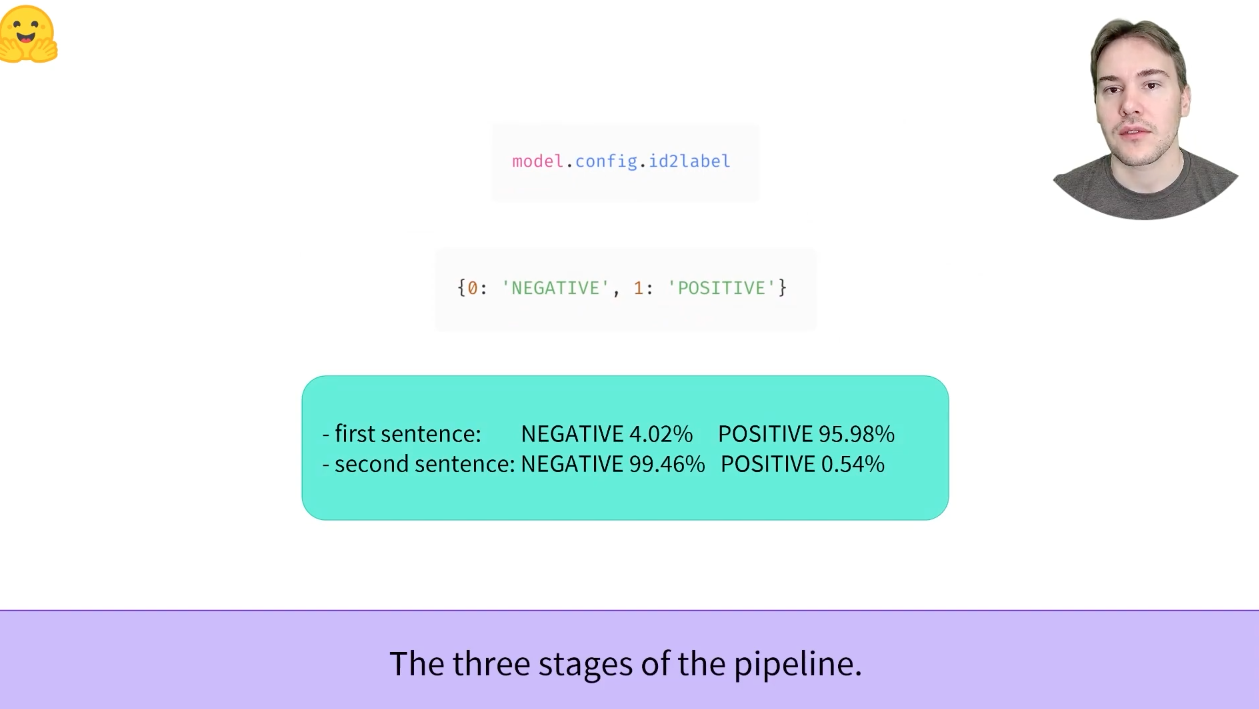 model.config.id2label
{0: 'NEGATIVE', 1: 'POSITIVE'}
- first sentence: NEGATIVE 4.02% POSITIVE 95.98%
- second sentence: NEGATIVE 99.46% POSITIVE 0.54%
The three stages of the pipeline.